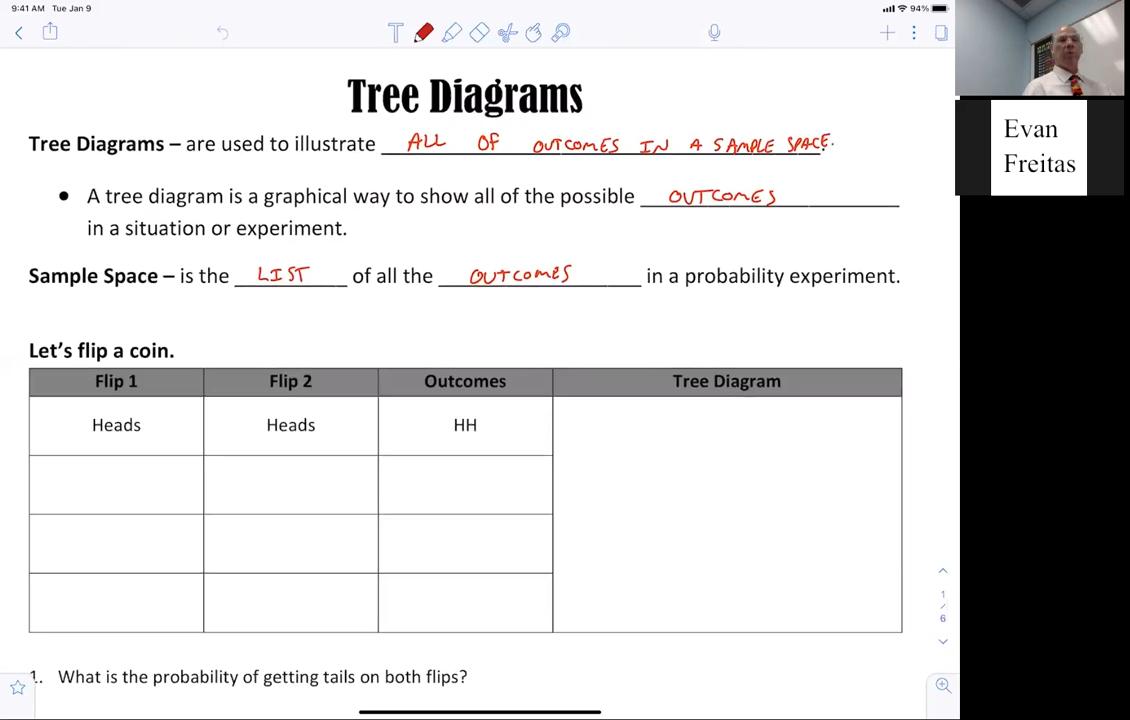 9:41 AM Tue Jan 9
94%
Tree Diagrams
Tree Diagrams – are used to illustrate ALL OF OUTCOMES IN A SAMPLE SPACE.
• A tree diagram is a graphical way to show all of the possible OUTCOMES
in a situation or experiment.
Sample Space – is the LIST of all the OUTCOMES in a probability experiment.
Let's flip a coin.
Flip 1 Flip 2 Outcomes Tree Diagram
Heads Heads HH
1. What is the probability of getting tails on both flips?
1
/
6
Evan
Freitas